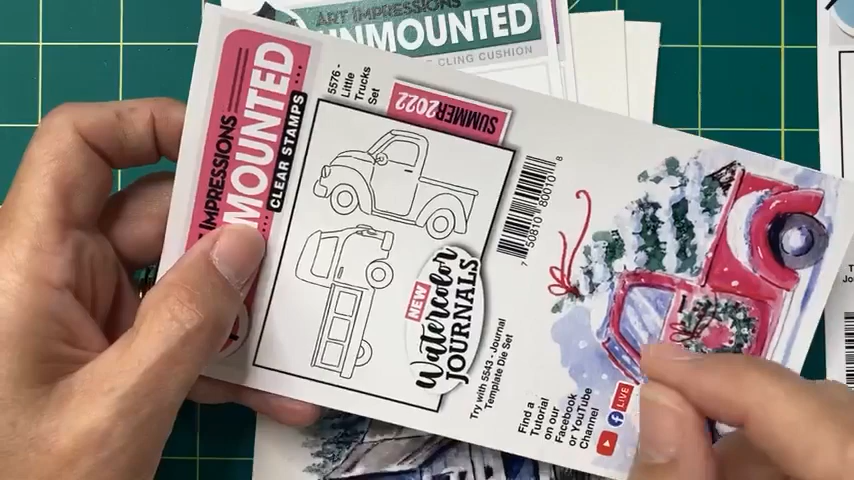 ART IMPRESSIONS
UNMOUNTED
CLING CUSHION
IMPRESSIONS
MOUNTED
CLEAR STAMPS
5576 -
Little
Trucks
Set
SUMMER2022
NEW
Watercolor
JOURNALS
7 50810 80010 8
Try with 5543 - Journal
Template Die Set
Find a
Tutorial
on our
Facebook
or YouTube
Channel
LIVE